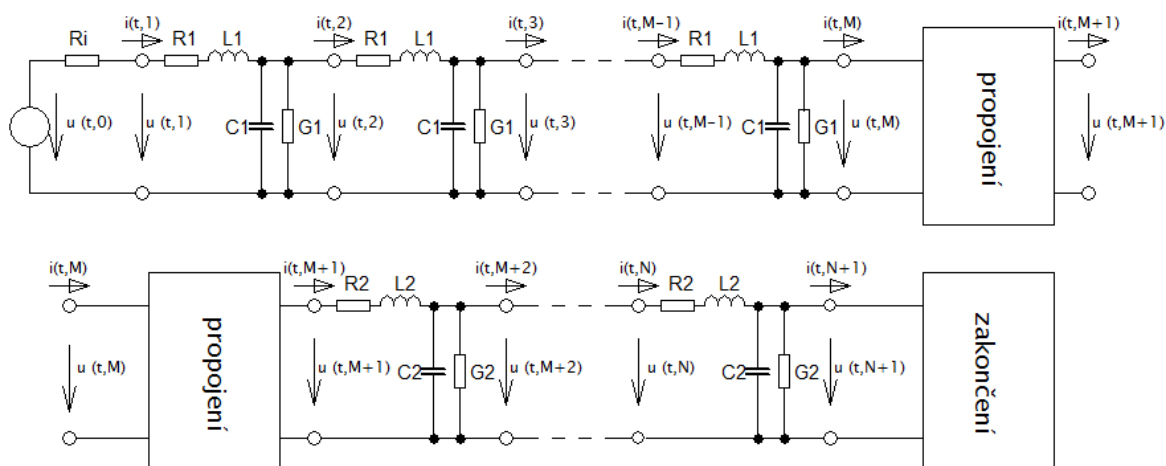 i(t,1) i(t,2) i(t,3) i(t,M-1) i(t,M) i(t,M+1)
Ri R1 L1 R1 L1 R1 L1
u (t,0) u (t,1) C1 G1 u (t,2) C1 G1 u (t,3) u (t,M-1) C1 G1 u (t,M) propojení u (t,M+1)
i(t,M) i(t,M+1) i(t,M+2) i(t,N) i(t,N+1)
R2 L2 R2 L2
u (t,M) propojení u (t,M+1) C2 G2 u (t,M+2) u (t,N) C2 G2 u (t,N+1) zakončení